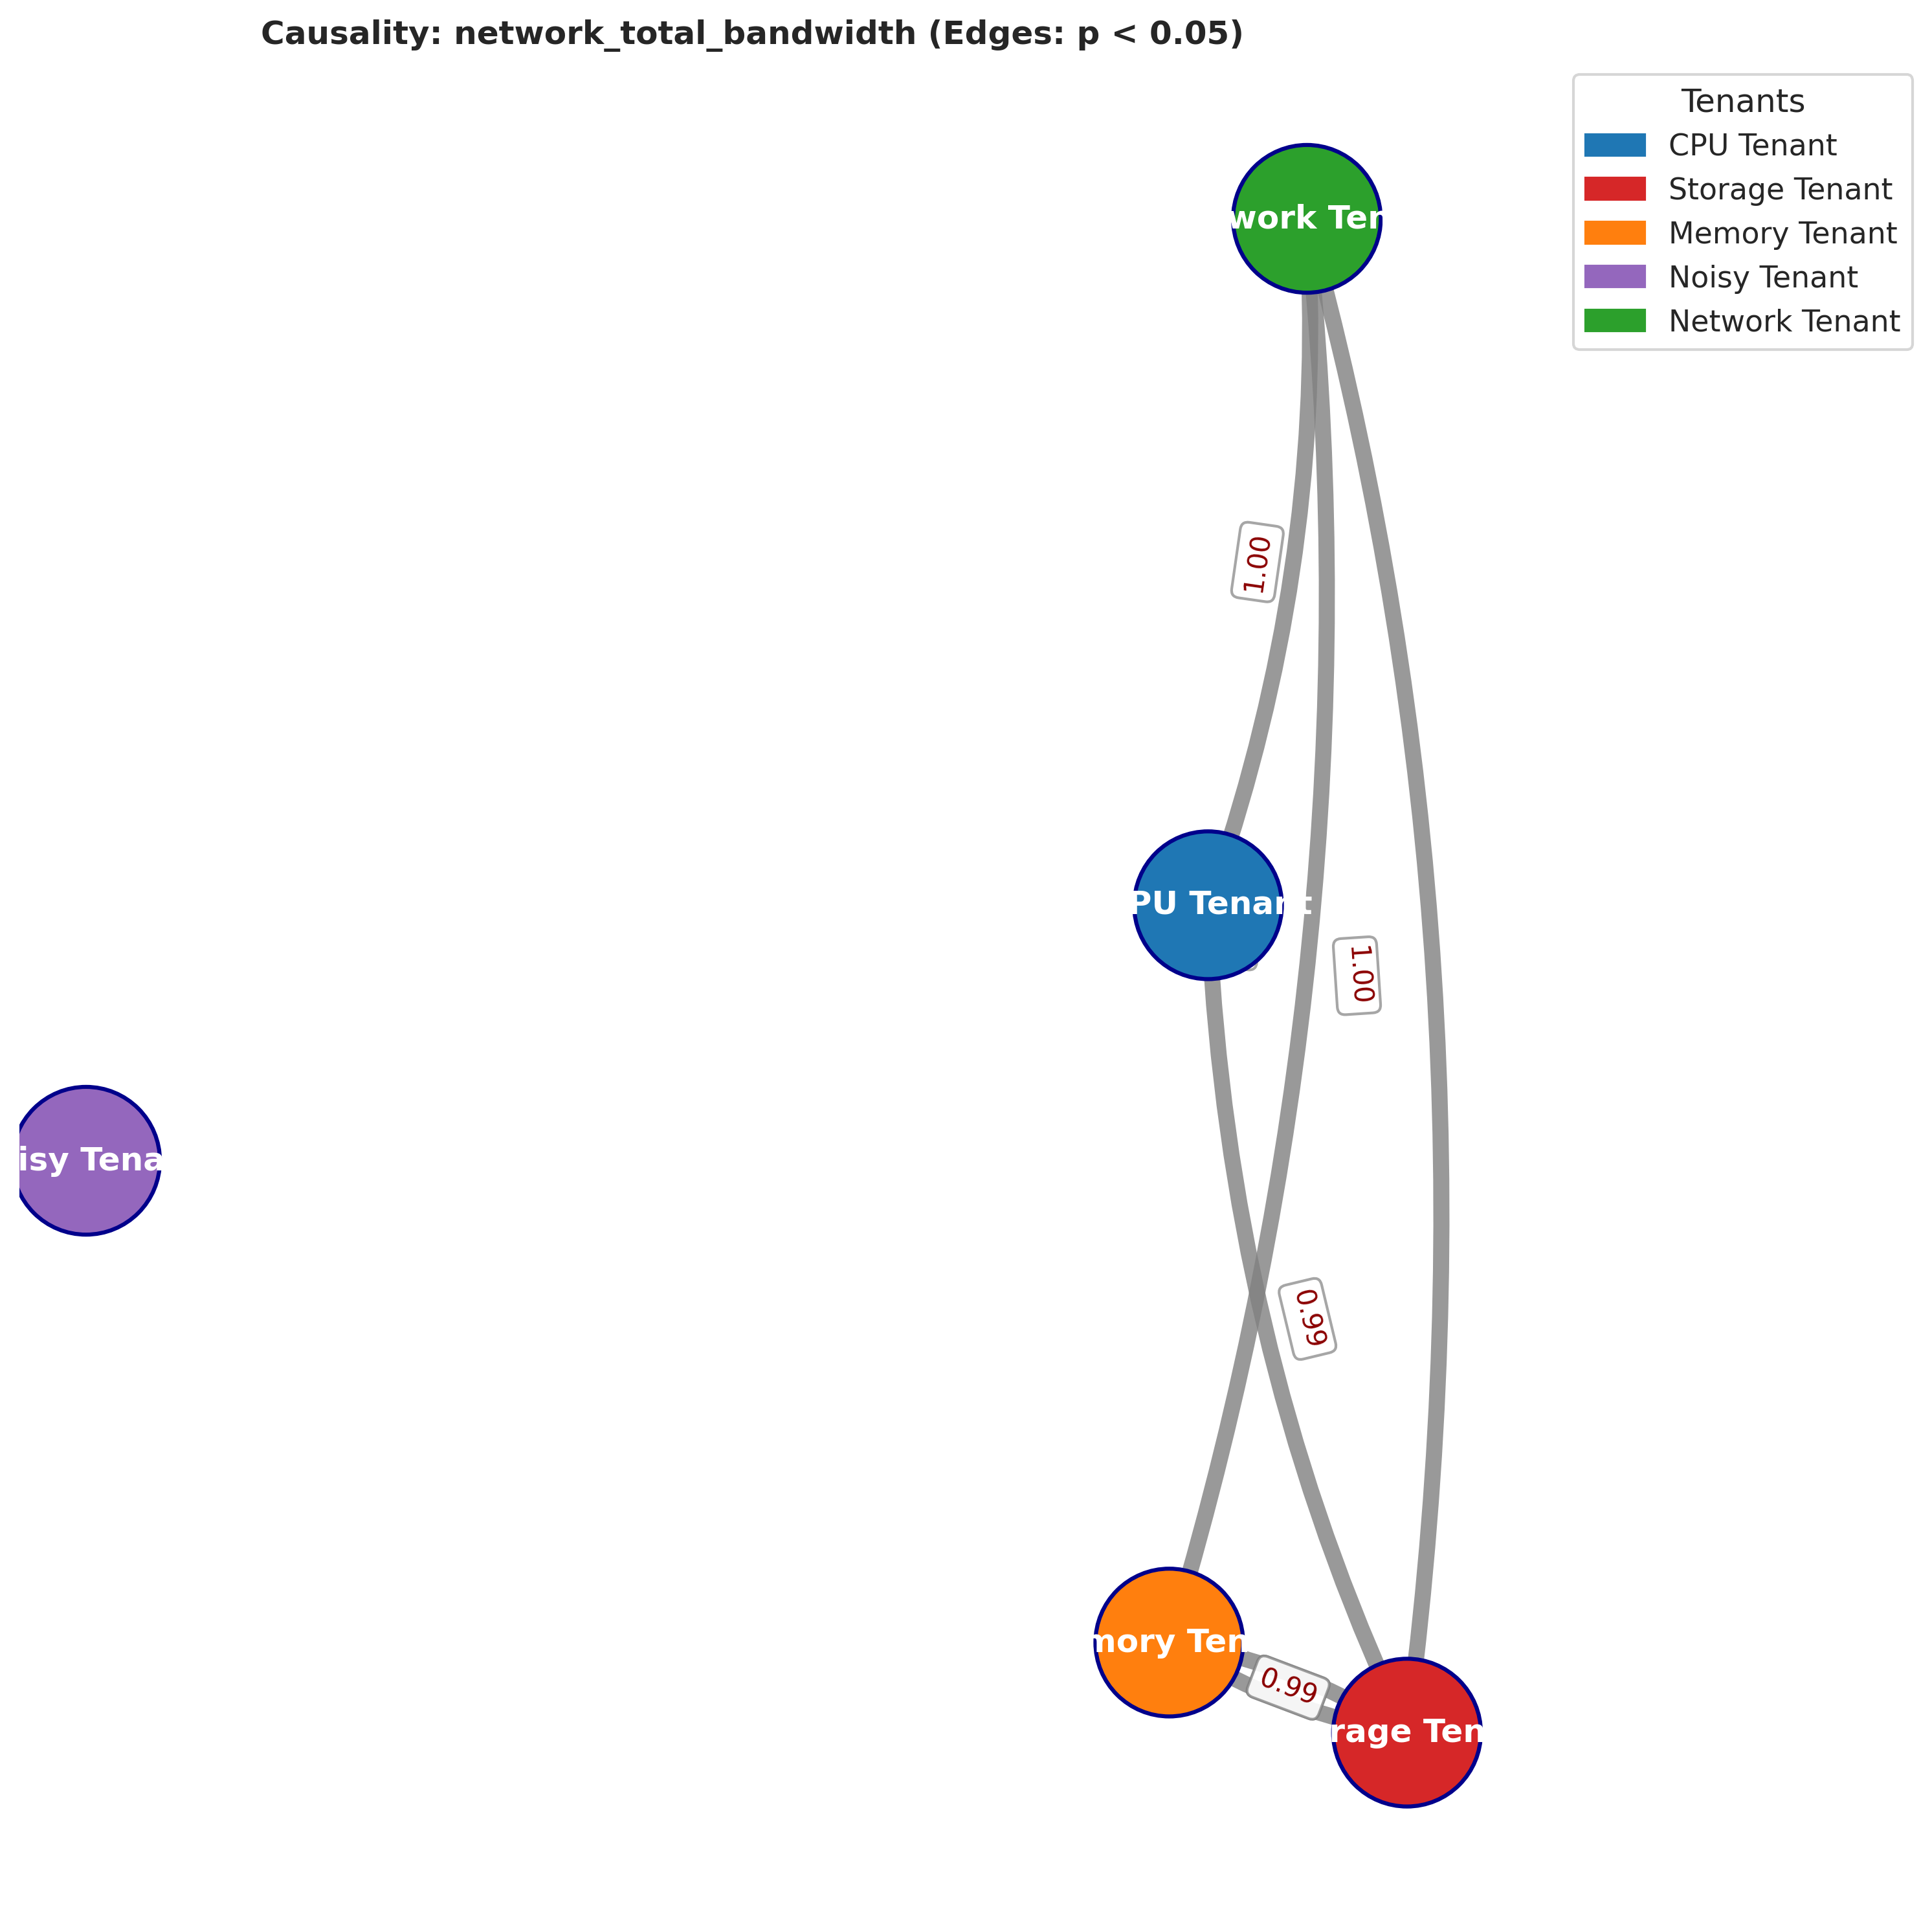 Causality: network_total_bandwidth (Edges: p < 0.05)
Tenants
CPU Tenant
Storage Tenant
Memory Tenant
Noisy Tenant
Network Tenant
work Ten
1.00
PU Tenant
1.00
isy Tena
0.99
mory Ten
0.99
rage Ten